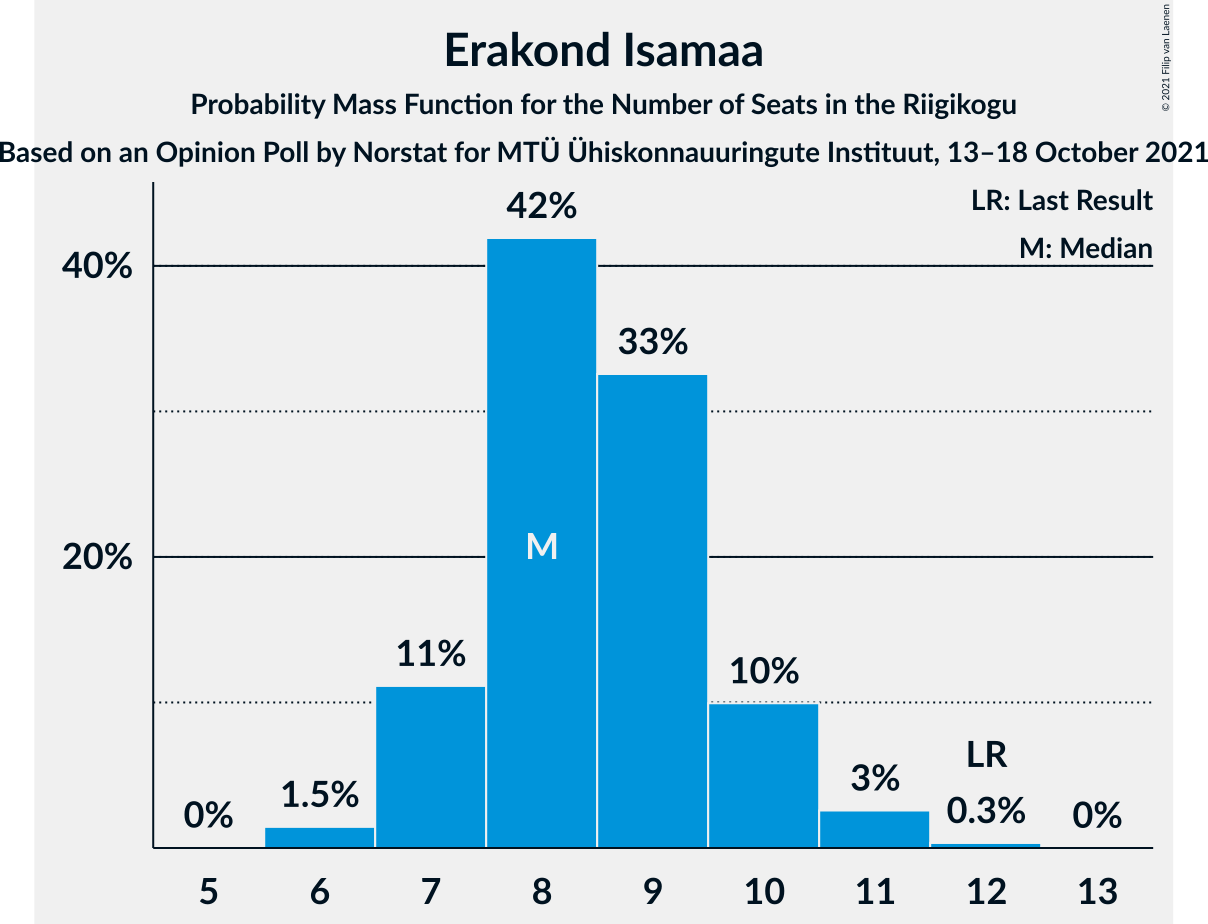 Erakond Isamaa
Probability Mass Function for the Number of Seats in the Riigikogu
Based on an Opinion Poll by Norstat for MTÜ Ühiskonnauuringute Instituut, 13–18 October 2021
© 2021 Filip van Laenen
LR: Last Result
M: Median
40%
20%
0%
1.5%
11%
42%
M
33%
10%
3%
LR
0.3%
0%
5 6 7 8 9 10 11 12 13